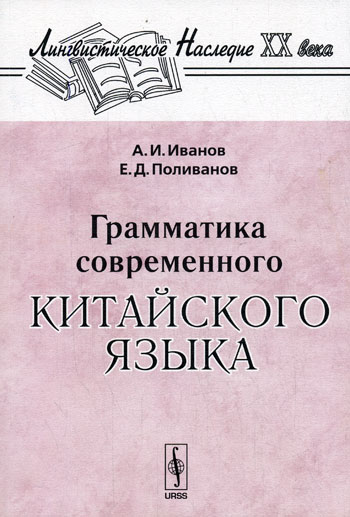 Лингвистическое Наследие XX века
А. И. Иванов
Е. Д. Поливанов
Грамматика
современного
КИТАЙСКОГО
ЯЗЫКА
URSS